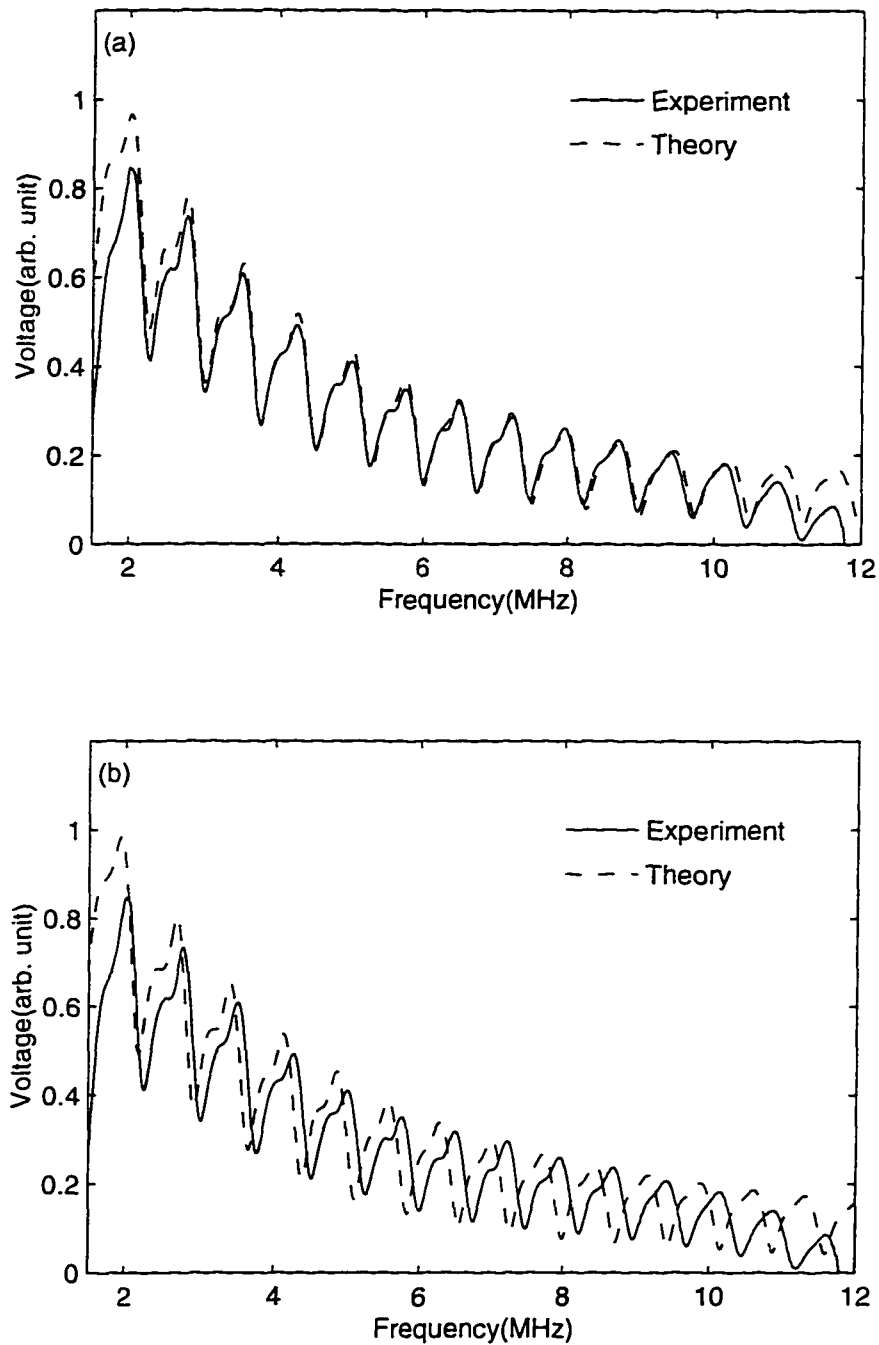 (a)
Experiment
Theory
Voltage(arb. unit)
1
0.8
0.6
0.4
0.2
0
2
4
6
8
10
12
Frequency(MHz)
(b)
Experiment
Theory
Voltage(arb. unit)
1
0.8
0.6
0.4
0.2
0
2
4
6
8
10
12
Frequency(MHz)